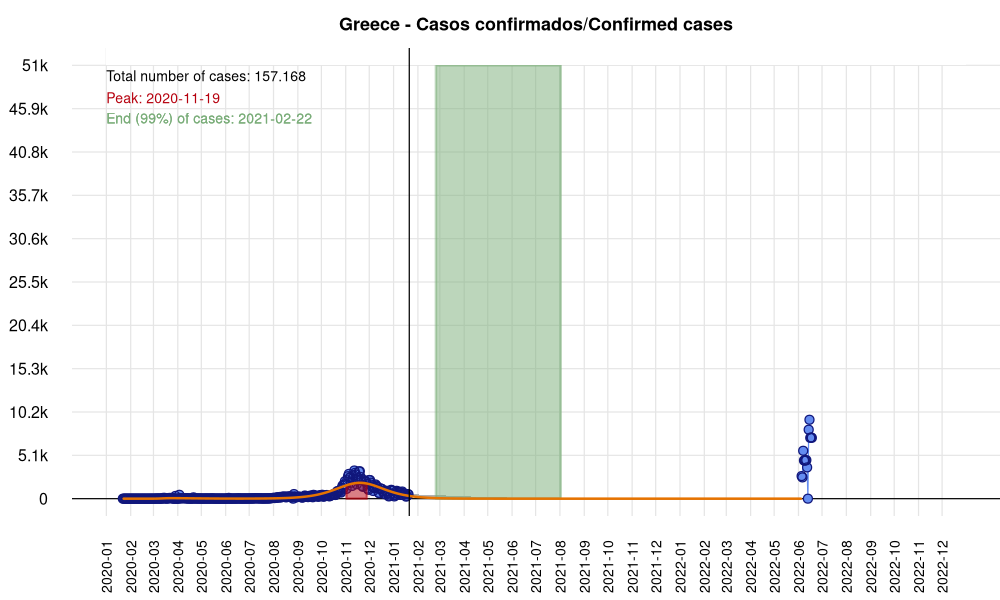 Greece - Casos confirmados/Confirmed cases
Total number of cases: 157.168
Peak: 2020-11-19
End (99%) of cases: 2021-02-22
51k
45.9k
40.8k
35.7k
30.6k
25.5k
20.4k
15.3k
10.2k
5.1k
0
2020-01
2020-02
2020-03
2020-04
2020-05
2020-06
2020-07
2020-08
2020-09
2020-10
2020-11
2020-12
2021-01
2021-02
2021-03
2021-04
2021-05
2021-06
2021-07
2021-08
2021-09
2021-10
2021-11
2021-12
2022-01
2022-02
2022-03
2022-04
2022-05
2022-06
2022-07
2022-08
2022-09
2022-10
2022-11
2022-12